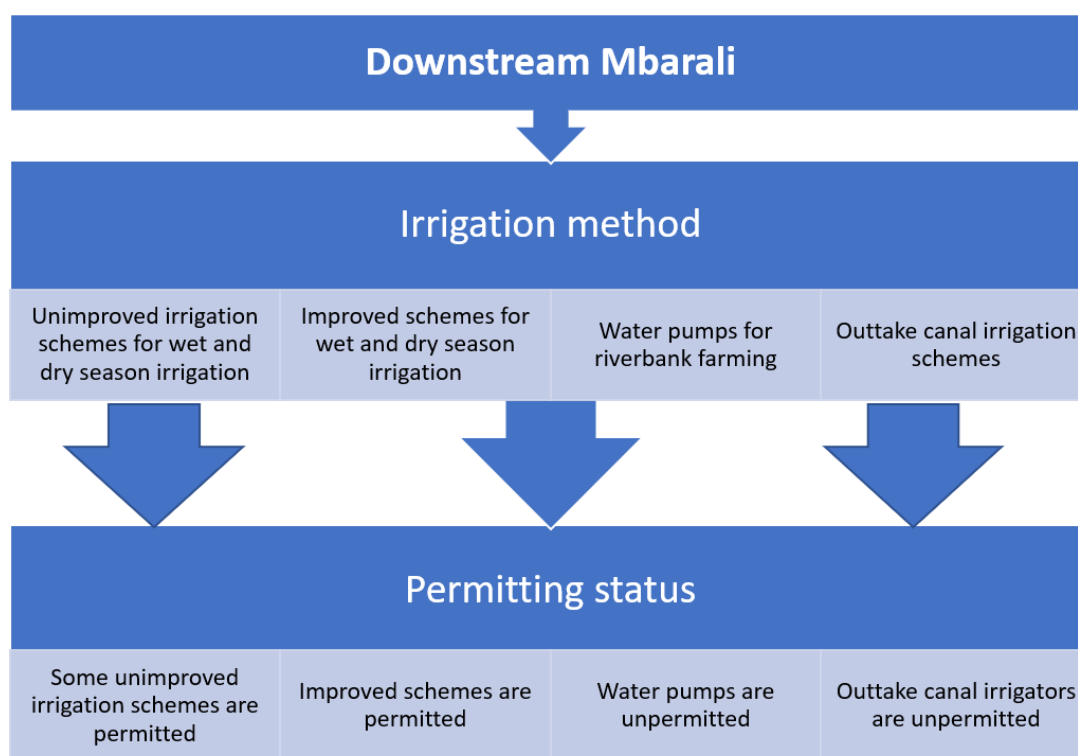 Downstream Mbarali
Irrigation method
Unimproved irrigation
schemes for wet and
dry season irrigation
Improved schemes for
wet and dry season
irrigation
Water pumps for
riverbank farming
Outtake canal irrigation
schemes
Permitting status
Some unimproved
irrigation schemes are
permitted
Improved schemes are
permitted
Water pumps are
unpermitted
Outtake canal irrigators
are unpermitted